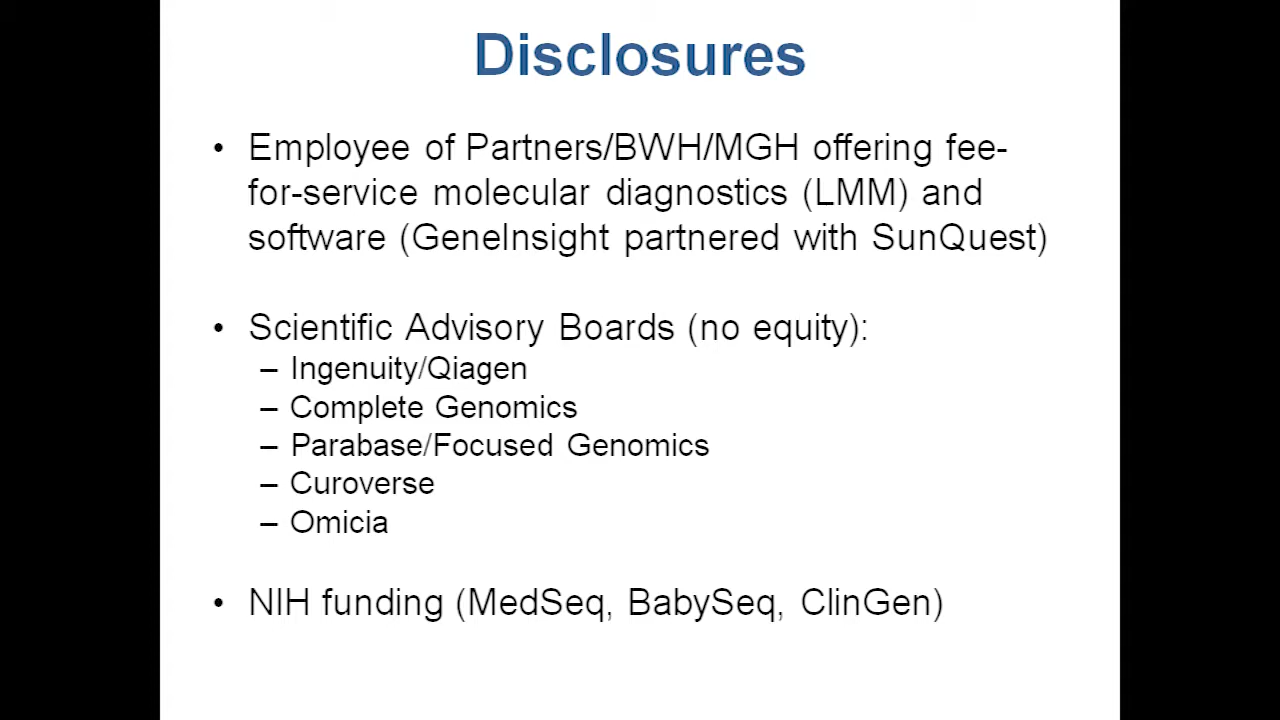 Disclosures
• Employee of Partners/BWH/MGH offering fee-
for-service molecular diagnostics (LMM) and
software (GeneInsight partnered with SunQuest)
• Scientific Advisory Boards (no equity):
– Ingenuity/Qiagen
– Complete Genomics
– Parabase/Focused Genomics
– Curoverse
– Omicia
• NIH funding (MedSeq, BabySeq, ClinGen)